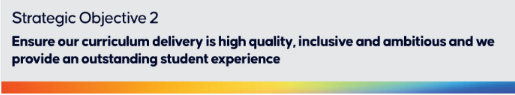 Strategic Objective 2
Ensure our curriculum delivery is high quality, inclusive and ambitious and we
provide an outstanding student experience